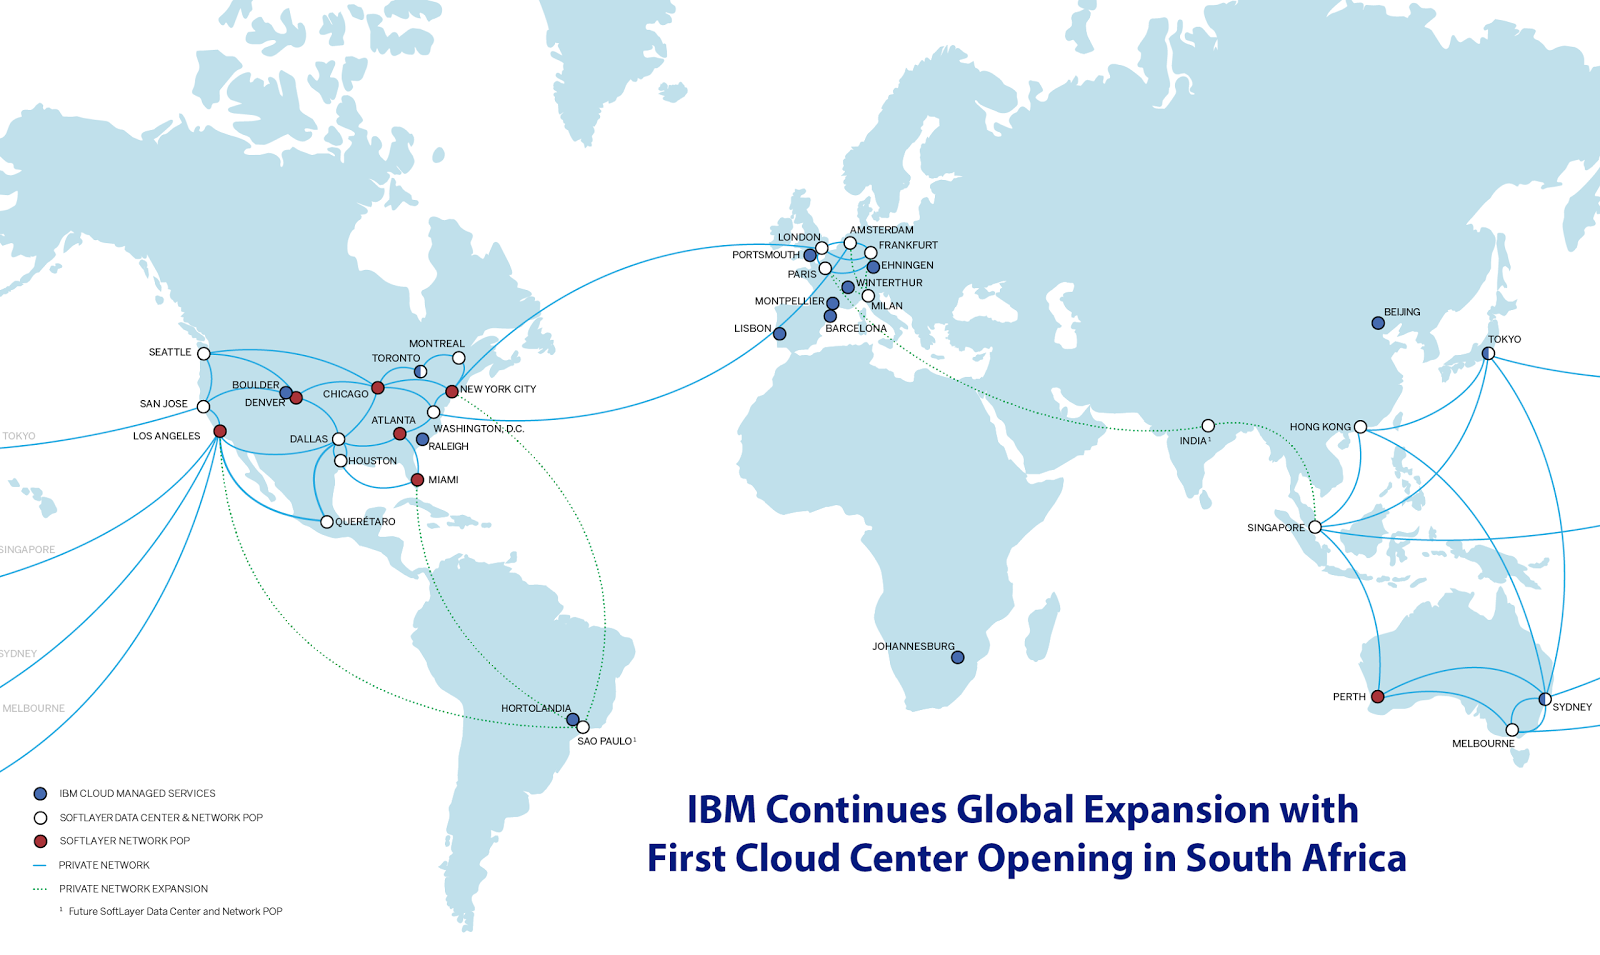 LONDON
AMSTERDAM
FRANKFURT
PORTSMOUTH
EHNINGEN
PARIS
WINTERTHUR
MONTPELLIER
MILAN
LISBON
BARCELONA
BEIJING
TOKYO
SEATTLE
MONTREAL
TORONTO
BOULDER
DENVER
CHICAGO
NEW YORK CITY
SAN JOSE
ATLANTA
WASHINGTON, D.C.
LOS ANGELES
DALLAS
RALEIGH
TOKYO
HOUSTON
MIAMI
QUERÉTARO
INDIA¹
HONG KONG
SINGAPORE
SINGAPORE
JOHANNESBURG
SYDNEY
PERTH
SYDNEY
MELBOURNE
MELBOURNE
HORTOLANDIA
SAO PAULO¹
IBM CLOUD MANAGED SERVICES
SOFTLAYER DATA CENTER & NETWORK POP
SOFTLAYER NETWORK POP
PRIVATE NETWORK
PRIVATE NETWORK EXPANSION
¹ Future SoftLayer Data Center and Network POP
IBM Continues Global Expansion with
First Cloud Center Opening in South Africa